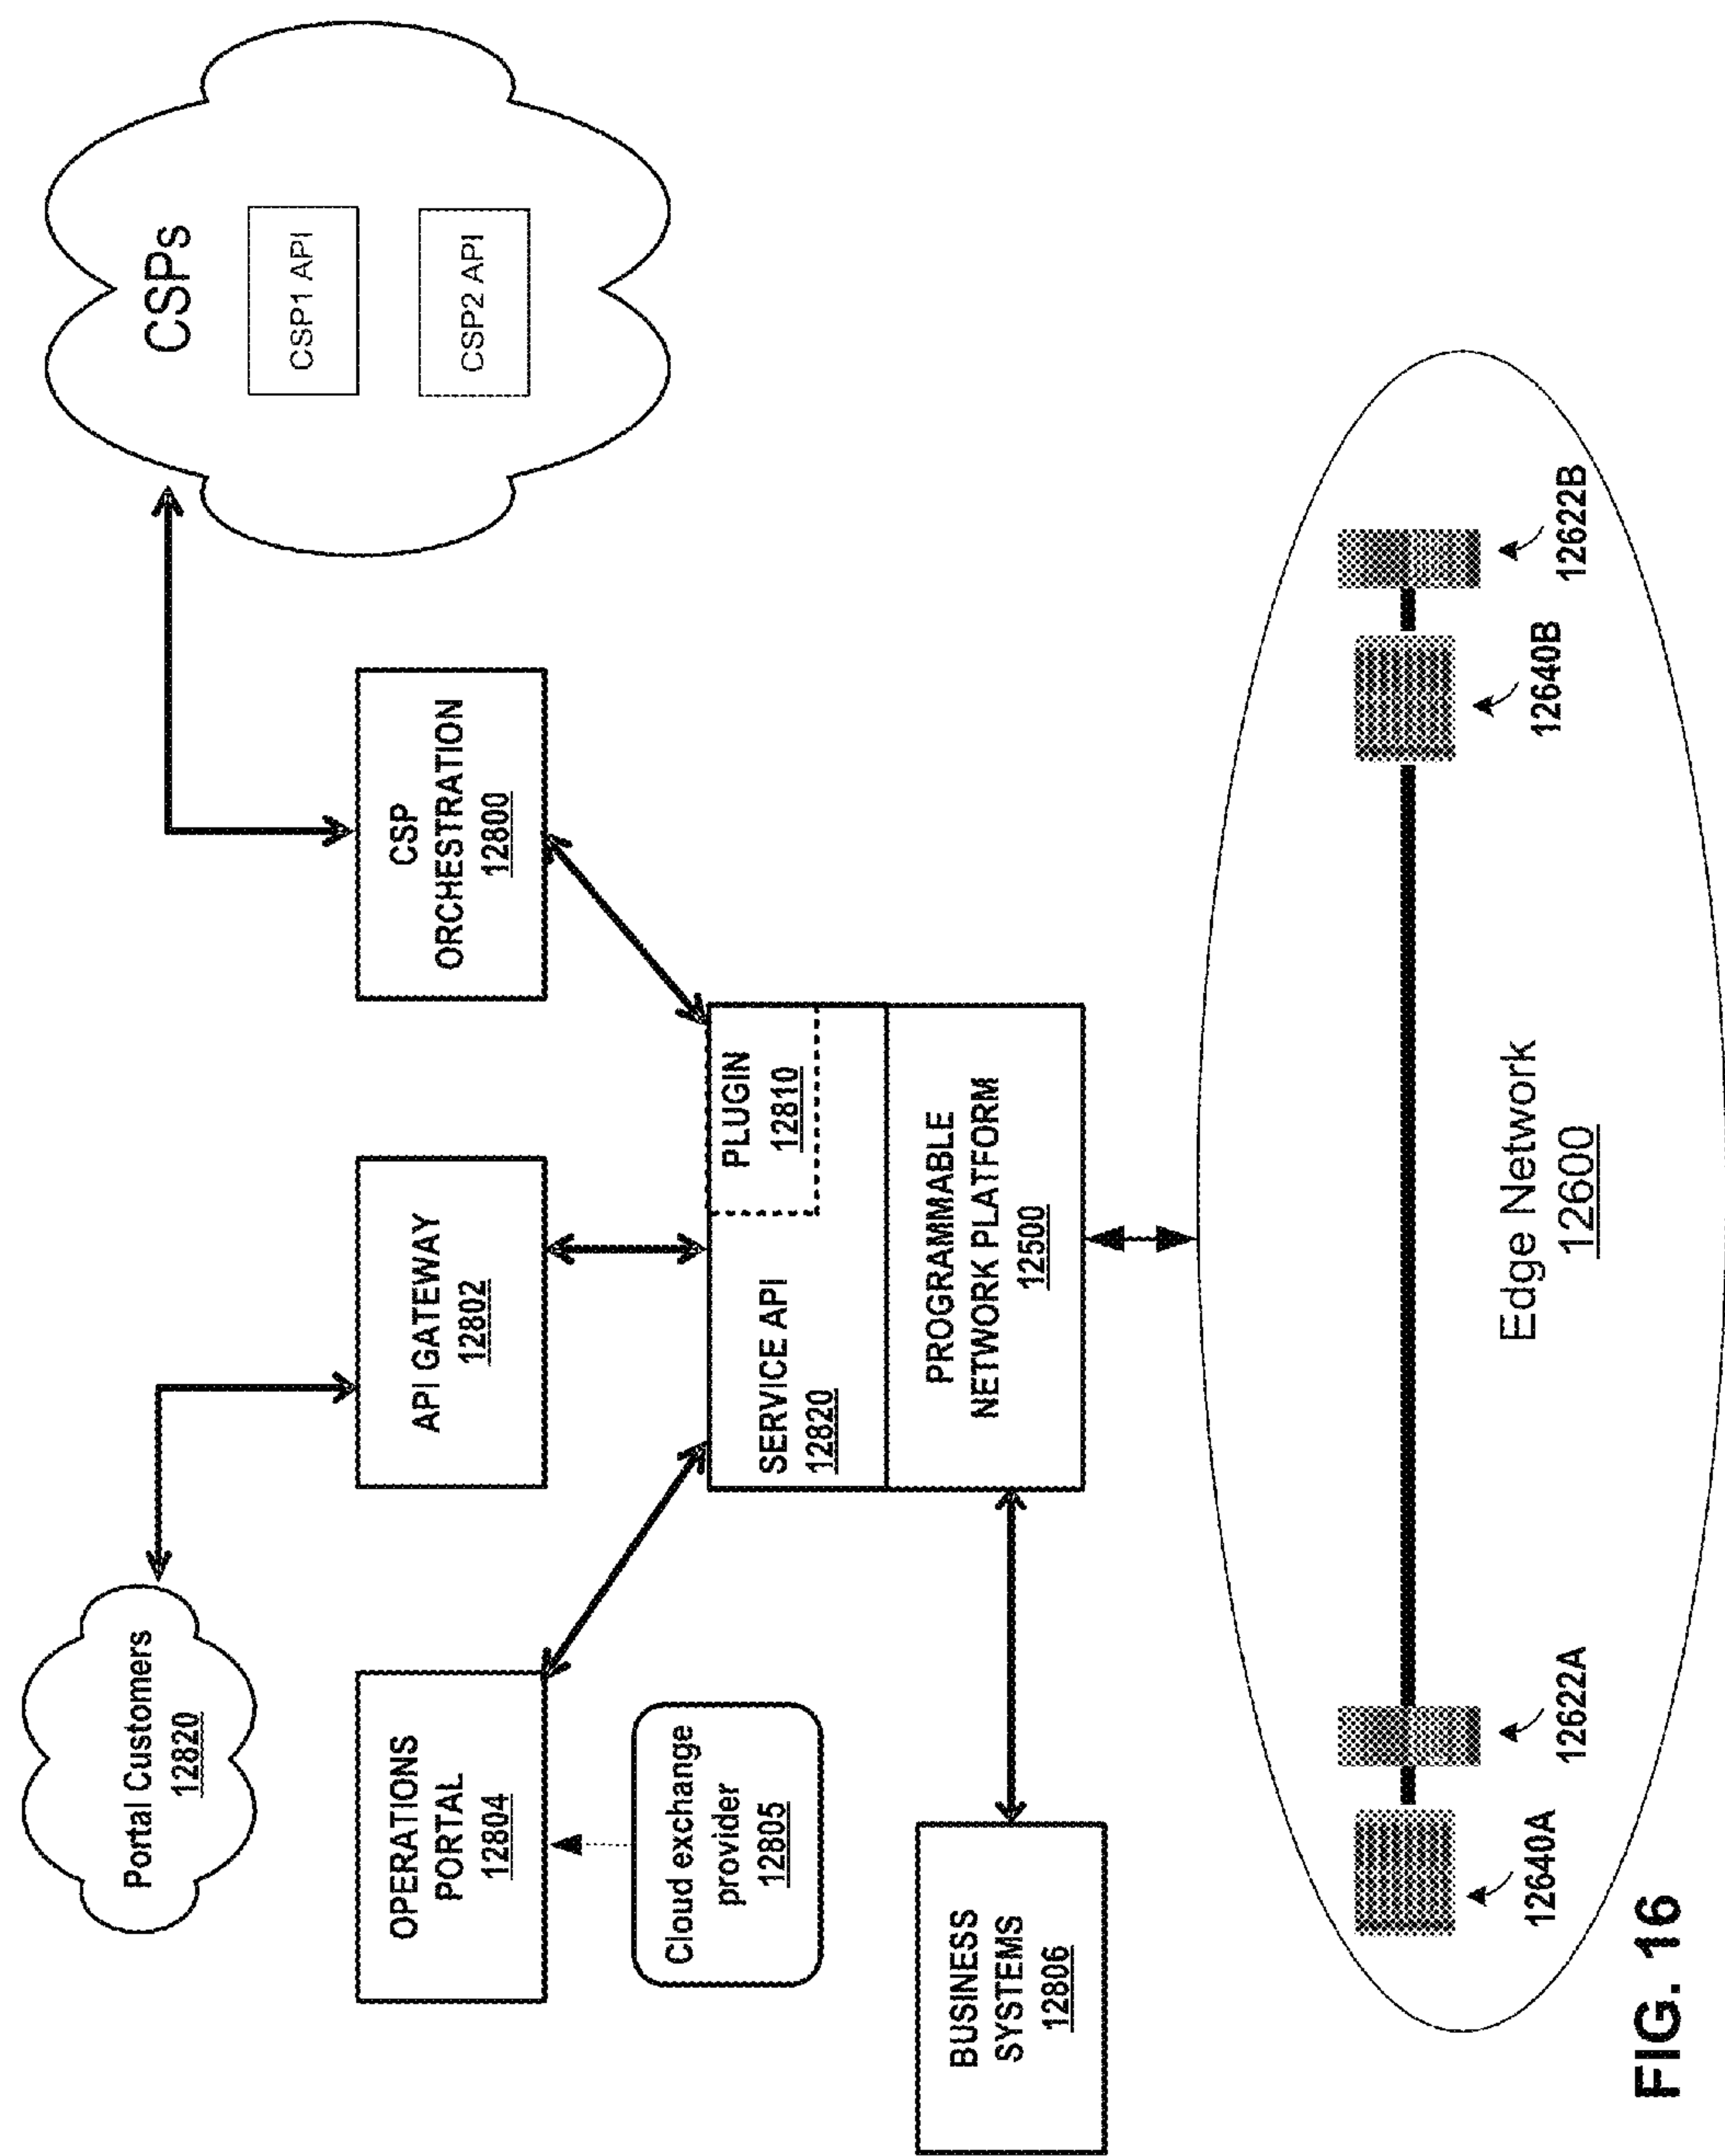 Portal Customers
12820
CSPs
CSP1 API
CSP2 API
OPERATIONS
PORTAL
12804
API GATEWAY
12802
CSP
ORCHESTRATION
12800
Cloud exchange
provider
12805
SERVICE API
12820
PLUGIN
12810
PROGRAMMABLE
NETWORK PLATFORM
12500
BUSINESS
SYSTEMS
12806
12640A
12622A
12640B
12622B
Edge Network
12600
FIG. 16